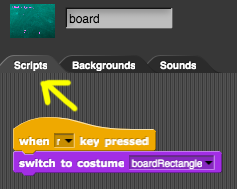 board
Scripts Backgrounds Sounds
when r key pressed
switch to costume boardRectangle